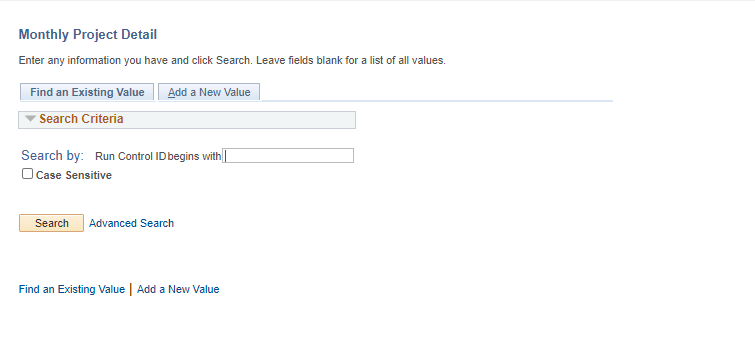 Monthly Project Detail
Enter any information you have and click Search. Leave fields blank for a list of all values.
Find an Existing Value Add a New Value
Search Criteria
Search by: Run Control ID begins with
Case Sensitive
Search Advanced Search
Find an Existing Value | Add a New Value